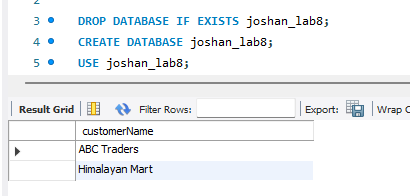 2
3 DROP DATABASE IF EXISTS joshan_lab8;
4 CREATE DATABASE joshan_lab8;
5 USE joshan_lab8;
Result Grid Filter Rows: Export: Wrap C
customerName
ABC Traders
Himalayan Mart